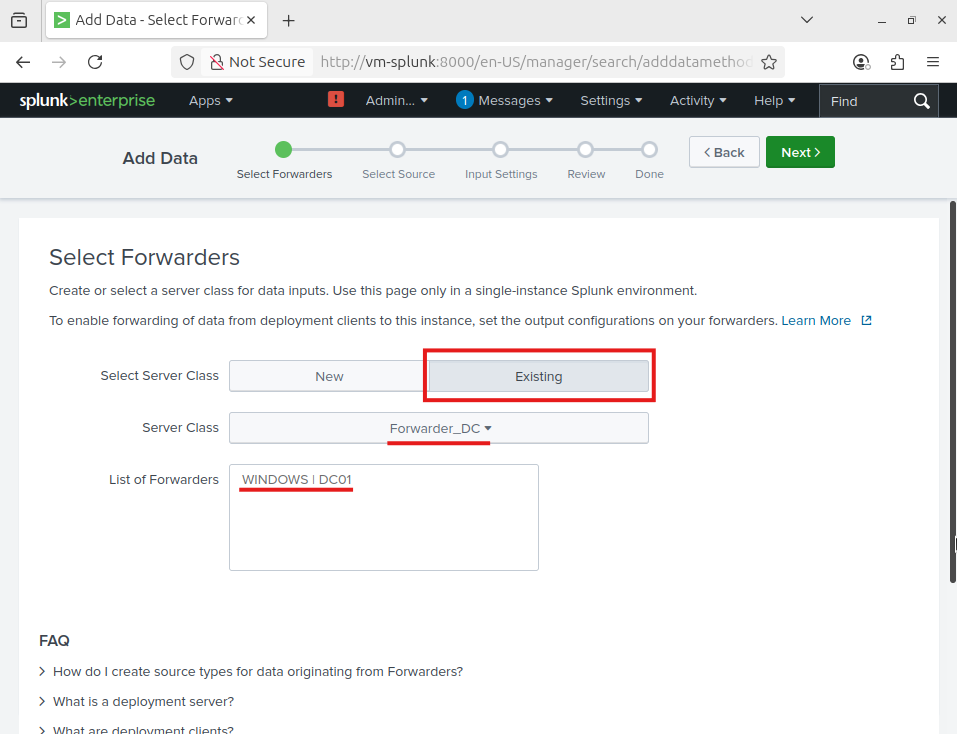 Add Data - Select Forwarc
Not Secure http://vm-splunk:8000/en-US/manager/search/adddatamethod
splunk>enterprise Apps Admin... 1 Messages Settings Activity Help Find
Add Data
Select Forwarders Select Source Input Settings Review Done
Back Next
Select Forwarders
Create or select a server class for data inputs. Use this page only in a single-instance Splunk environment.
To enable forwarding of data from deployment clients to this instance, set the output configurations on your forwarders. Learn More
Select Server Class New Existing
Server Class Forwarder_DC
List of Forwarders WINDOWS | DC01
FAQ
How do I create source types for data originating from Forwarders?
What is a deployment server?
What are deployment clients?